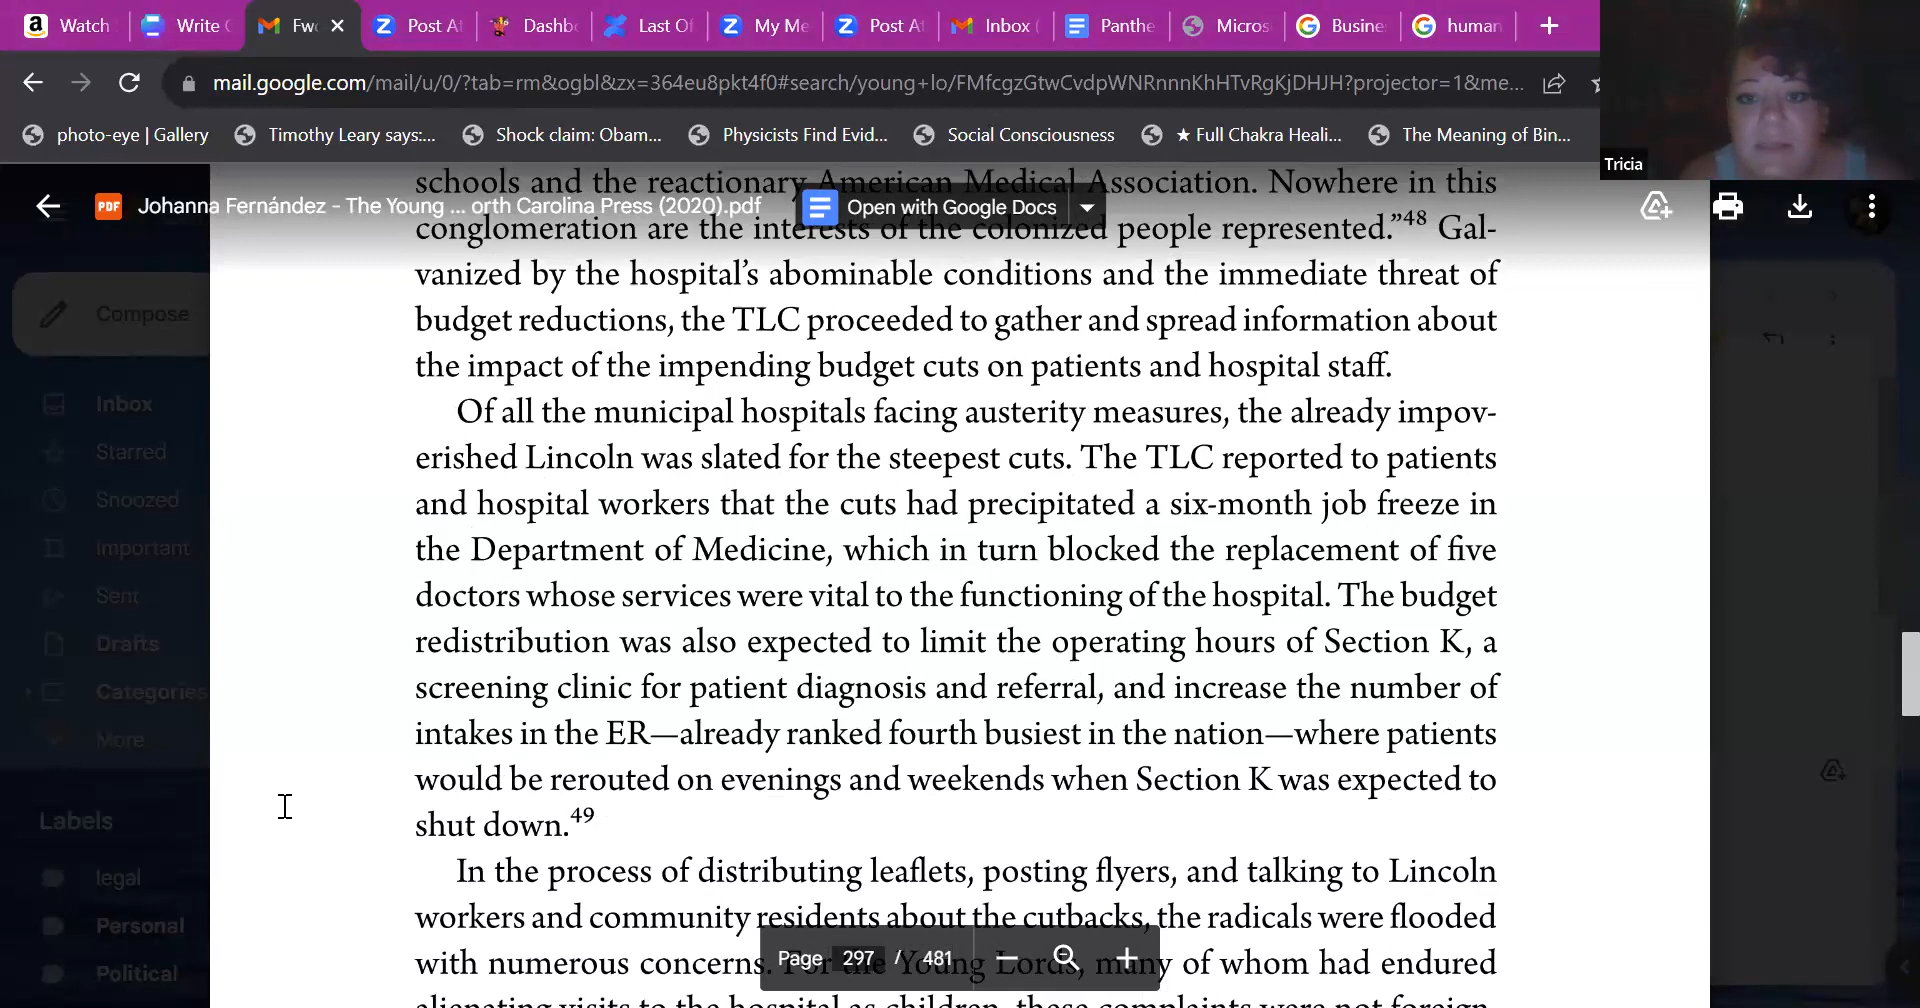 Watch
Write
Fw
Post A
Dashb
Last O
My Me
Post A
Inbox (
Panthe
Micros
Busine
human
mail.google.com/mail/u/0/?tab=rm&ogbl&zx=364eu8pkt4f0#search/young+lo/FMfcgzGtwCvdpWNRnnnKhHTvRgKjDHJH?projector=1&me...
photo-eye | Gallery
Timothy Leary says:...
Shock claim: Obam...
Physicists Find Evid...
Social Consciousness
★ Full Chakra Heali...
The Meaning of Bin...
Tricia
PDF
Johanna Fernández - The Young ... orth Carolina Press (2020).pdf
Open with Google Docs
Compose
Inbox
Starred
Snoozed
Important
Sent
Drafts
Categories
More
Labels
legal
Personal
Political
schools and the reactionary American Medical Association. Nowhere in this
conglomeration are the interests of the colonized people represented.”48 Gal-
vanized by the hospital’s abominable conditions and the immediate threat of
budget reductions, the TLC proceeded to gather and spread information about
the impact of the impending budget cuts on patients and hospital staff.
Of all the municipal hospitals facing austerity measures, the already impov-
erished Lincoln was slated for the steepest cuts. The TLC reported to patients
and hospital workers that the cuts had precipitated a six-month job freeze in
the Department of Medicine, which in turn blocked the replacement of five
doctors whose services were vital to the functioning of the hospital. The budget
redistribution was also expected to limit the operating hours of Section K, a
screening clinic for patient diagnosis and referral, and increase the number of
intakes in the ER—already ranked fourth busiest in the nation—where patients
would be rerouted on evenings and weekends when Section K was expected to
shut down.49
In the process of distributing leaflets, posting flyers, and talking to Lincoln
workers and community residents about the cutbacks, the radicals were flooded
with numerous concerns. For the Young Lords, many of whom had endured
alienating visits to the hospital as children, these complaints were not foreign.
Page 297 / 481